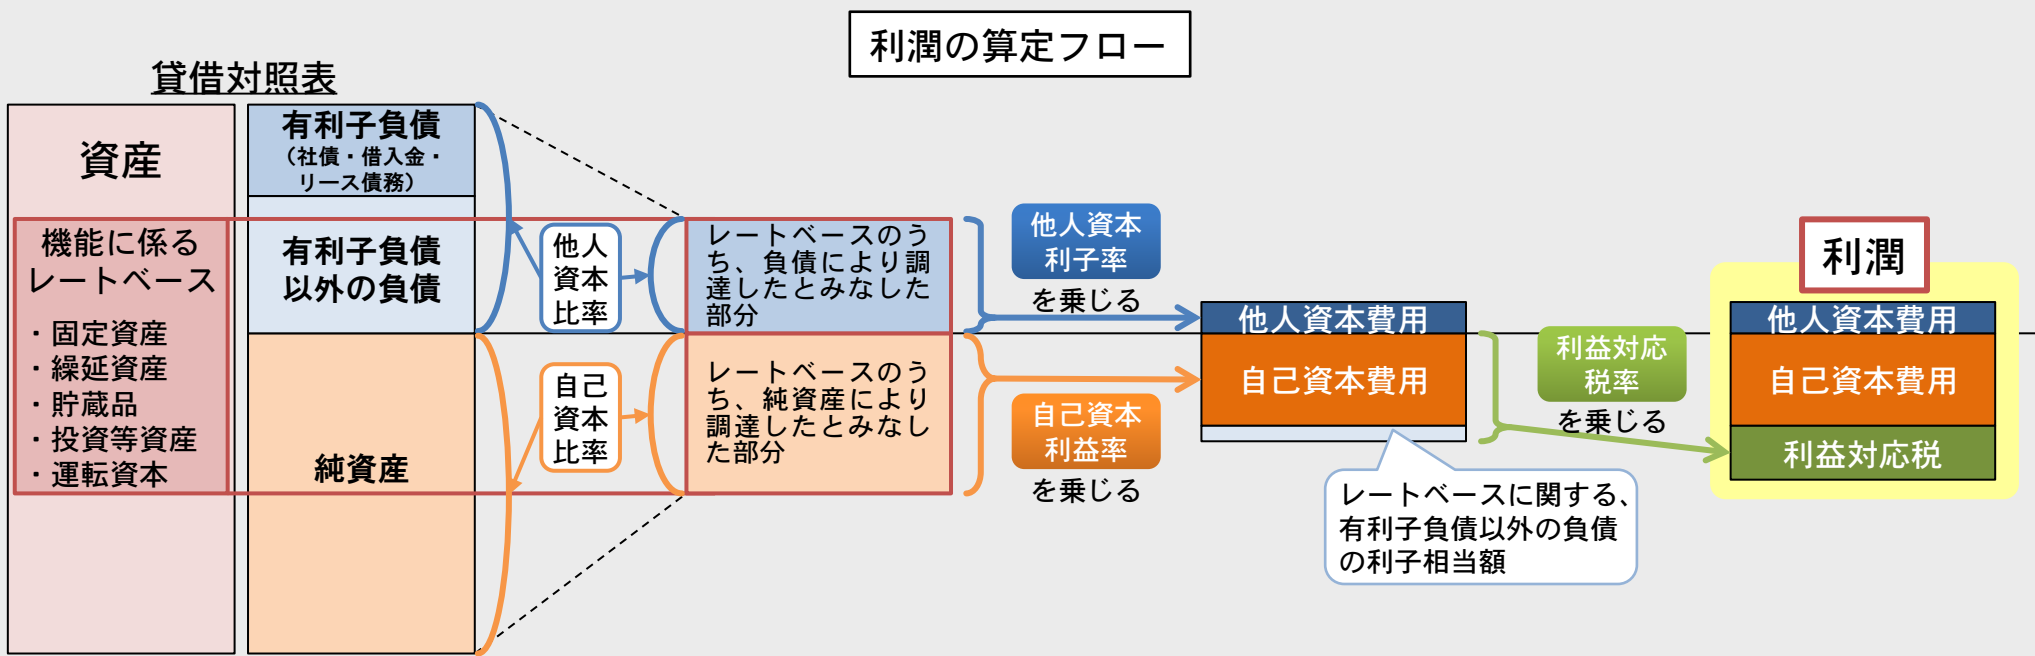 利潤の算定フロー
貸借対照表
資産
機能に係る
レートベース
・固定資産
・繰延資産
・貯蔵品
・投資等資産
・運転資本
有利子負債
（社債・借入金・
リース債務）
有利子負債
以外の負債
純資産
他人
資本
比率
自己
資本
比率
レートベースのう
ち、負債により調
達したとみなした
部分
レートベースのう
ち、純資産により
調達したとみなし
た部分
他人資本
利子率
を乗じる
自己資本
利益率
を乗じる
他人資本費用
自己資本費用
レートベースに関する、
有利子負債以外の負債
の利子相当額
利益対応
税率
を乗じる
利潤
他人資本費用
自己資本費用
利益対応税